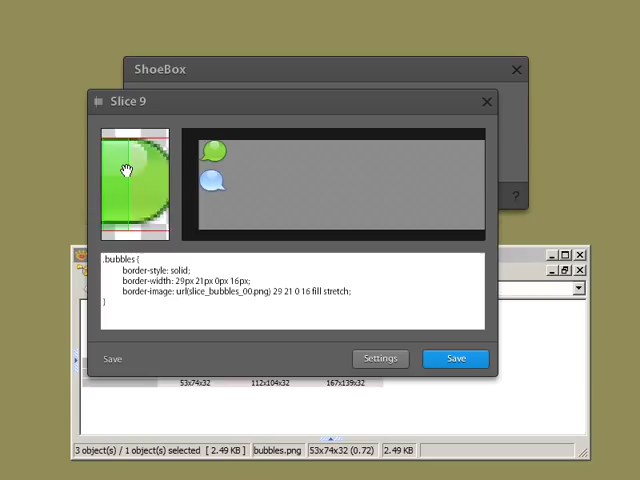 ShoeBox
Slice 9
.bubbles {
border-style: solid;
border-width: 29px 21px 0px 16px;
border-image: url(slice_bubbles_00.png) 29 21 0 16 fill stretch;
}
Save
Settings
Save
?
53x74x32
112x104x32
167x139x32
3 object(s) / 1 object(s) selected [ 2.49 KB ]
bubbles.png
53x74x32 (0.72)
2.49 KB